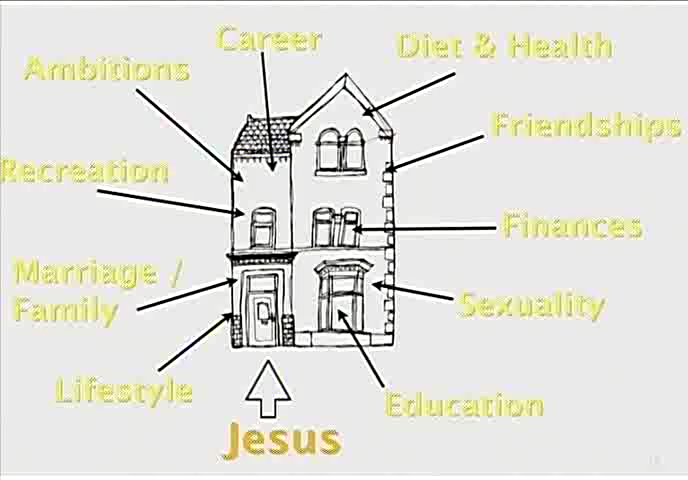 Career
Diet & Health
Ambitions
Friendships
Recreation
Finances
Marriage /
Family
Sexuality
Lifestyle
Education
Jesus